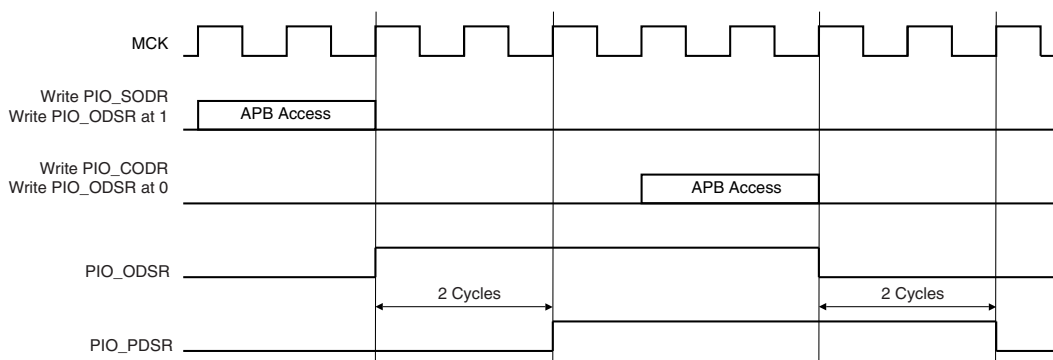 MCK
Write PIO_SODR
Write PIO_ODSR at 1
APB Access
Write PIO_CODR
Write PIO_ODSR at 0
APB Access
PIO_ODSR
2 Cycles
2 Cycles
PIO_PDSR